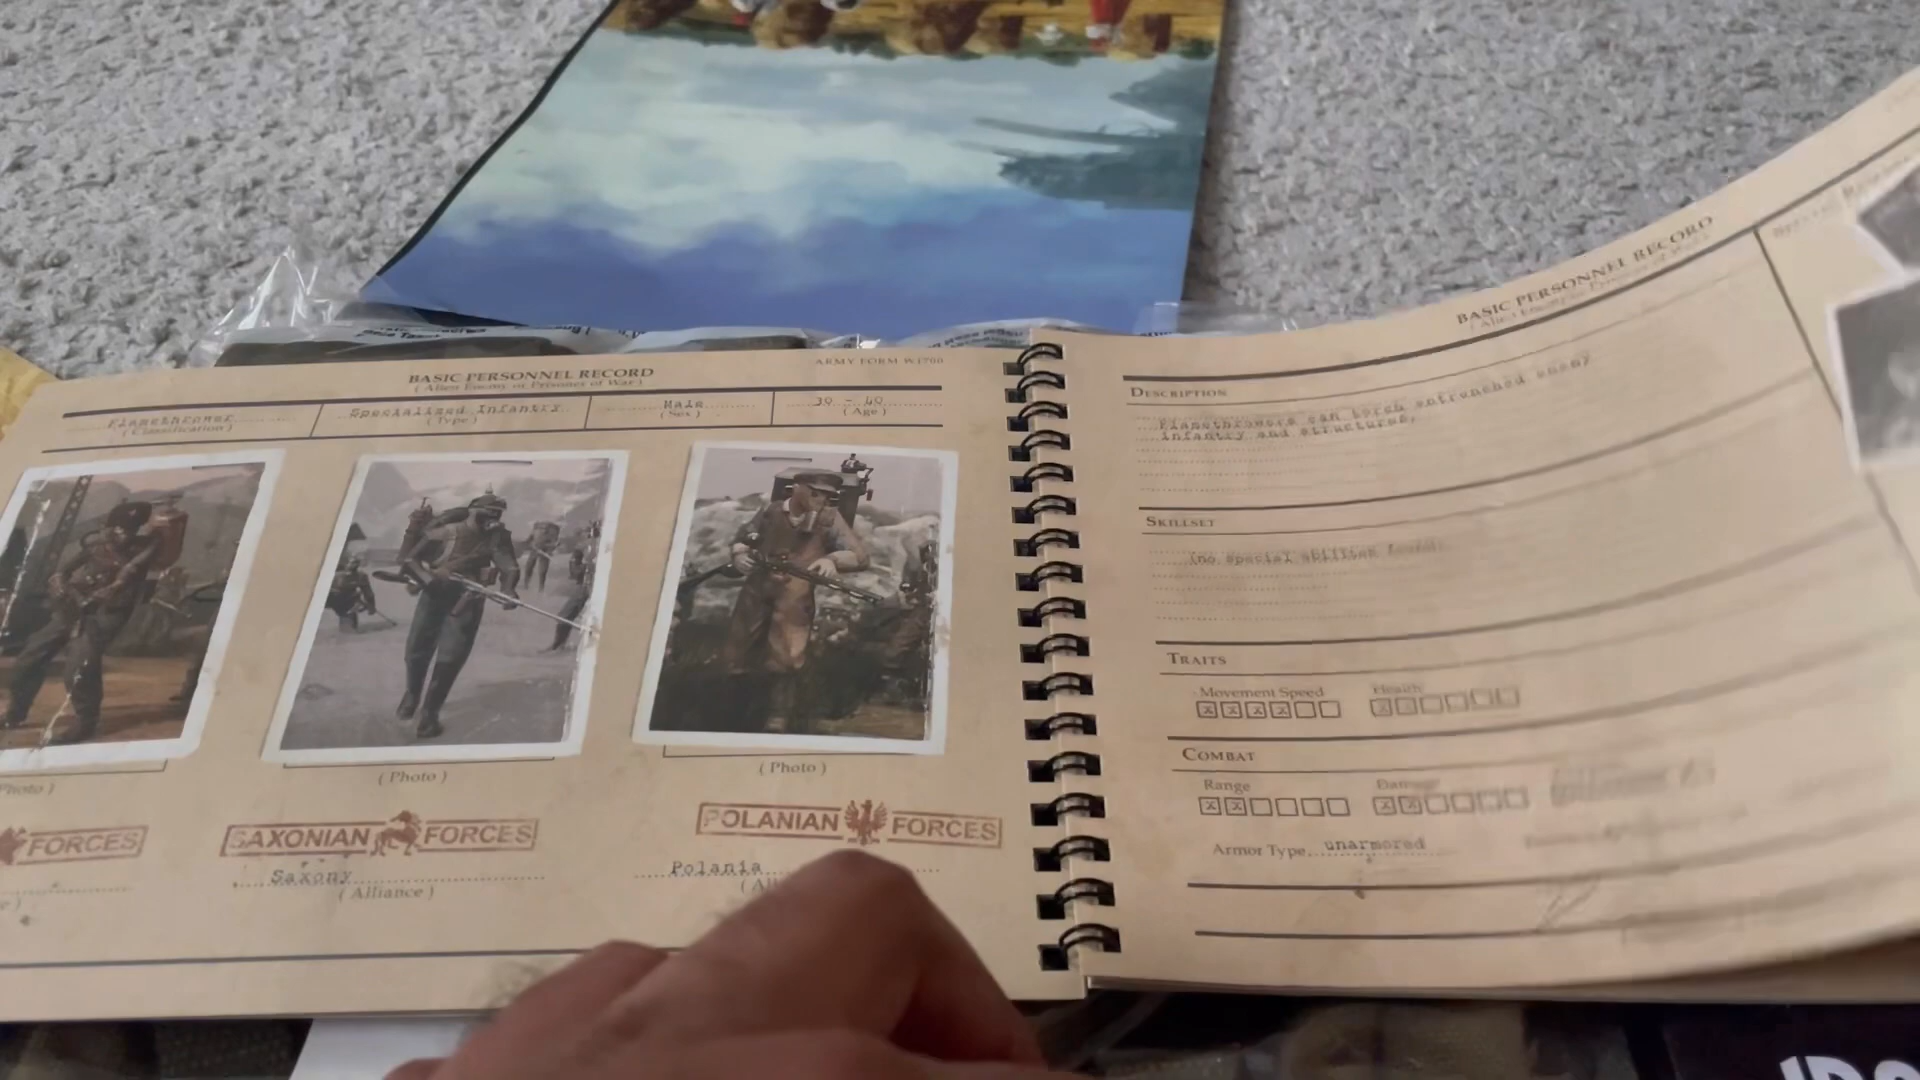 ARMY FORM W1700
BASIC PERSONNEL RECORD
( Alien Enemy or Prisoner of War )
Flamethrower
( Classification )
Specialized Infantry
( Type )
Male
( Sex )
30 - 40
( Age )
( Photo )
( Photo )
FORCES
SAXONIAN FORCES
POLANIAN FORCES
Saxony
( Alliance )
Polania
BASIC PERSONNEL RECORD
DESCRIPTION
Flamethrowers can torch entrenched enemy
infantry and structures.
SKILLSET
(no special abilities found)
TRAITS
Movement Speed
Health
COMBAT
Range
Damage
Armor Type unarmored